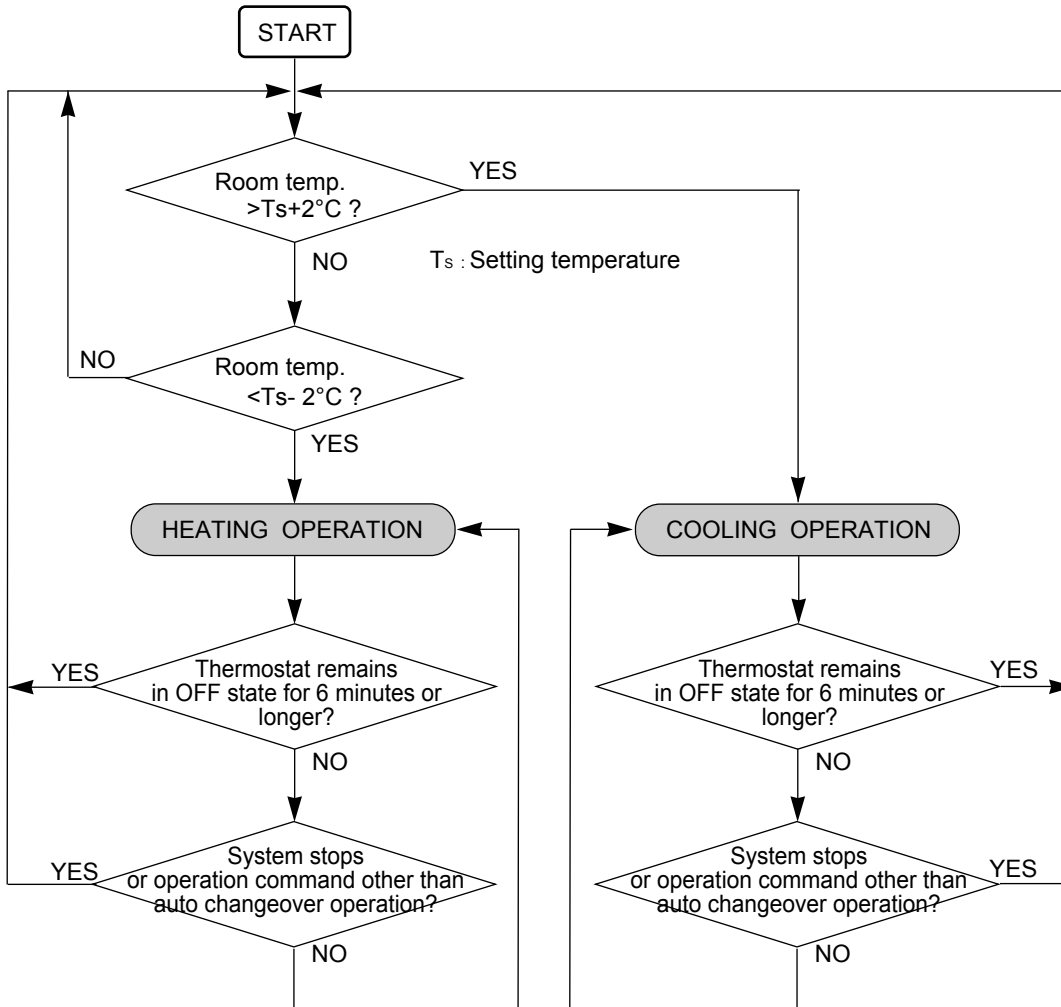 START
Room temp.
>Ts+2°C ?
YES
NO
Ts : Setting temperature
NO
Room temp.
<Ts- 2°C ?
YES
HEATING OPERATION
COOLING OPERATION
YES
Thermostat remains
in OFF state for 6 minutes or
longer?
NO
Thermostat remains
in OFF state for 6 minutes or
longer?
YES
NO
YES
System stops
or operation command other than
auto changeover operation?
NO
System stops
or operation command other than
auto changeover operation?
YES
NO